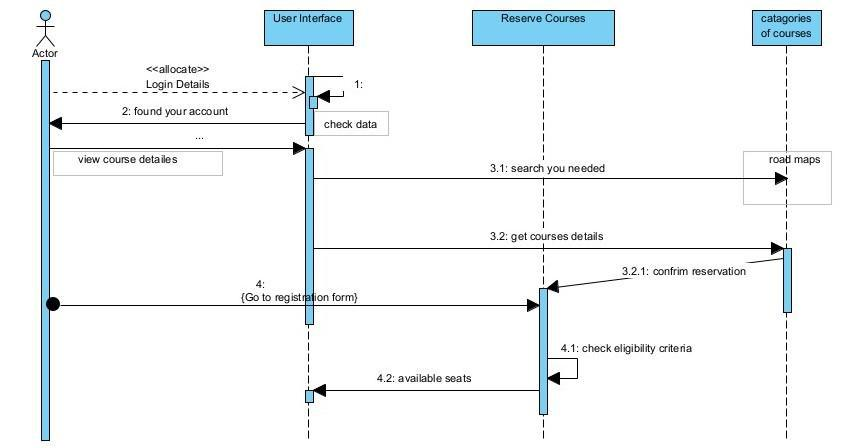 User Interface
Reserve Courses
catagories
of courses
Actor
<<allocate>>
Login Details
1:
2: found your account
check data
...
view course detailes
road maps
3.1: search you needed
3.2: get courses details
3.2.1: confrim reservation
4:
{Go to registration form}
4.1: check eligibility criteria
4.2: available seats